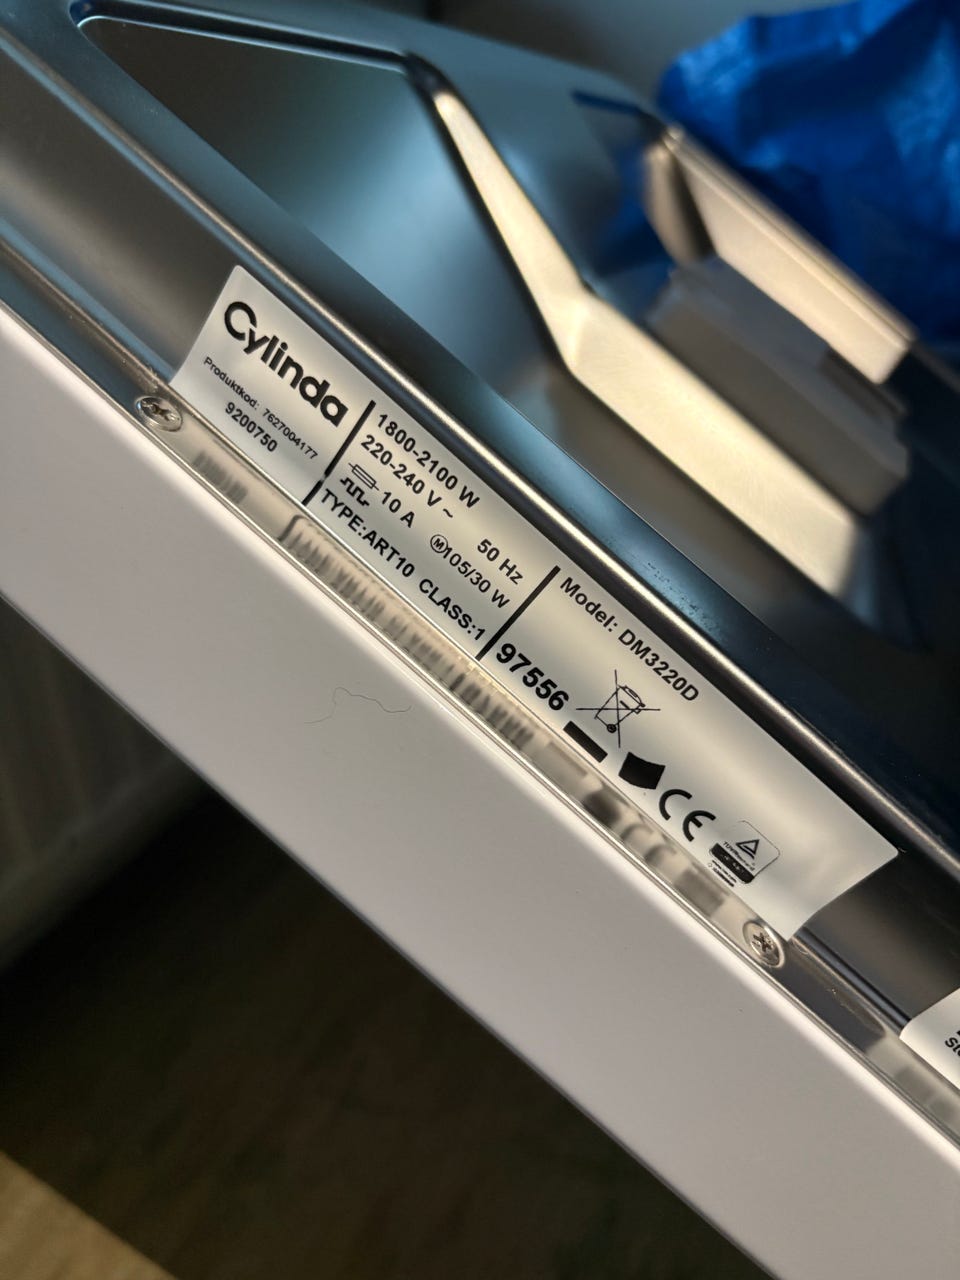 Cylinda
Produktkod: 7627004177
9200750
1800-2100 W
220-240 V ~ 50 Hz
10 A M 105/30 W
TYPE:ART10 CLASS:1
Model: DM3220D
97556
CE